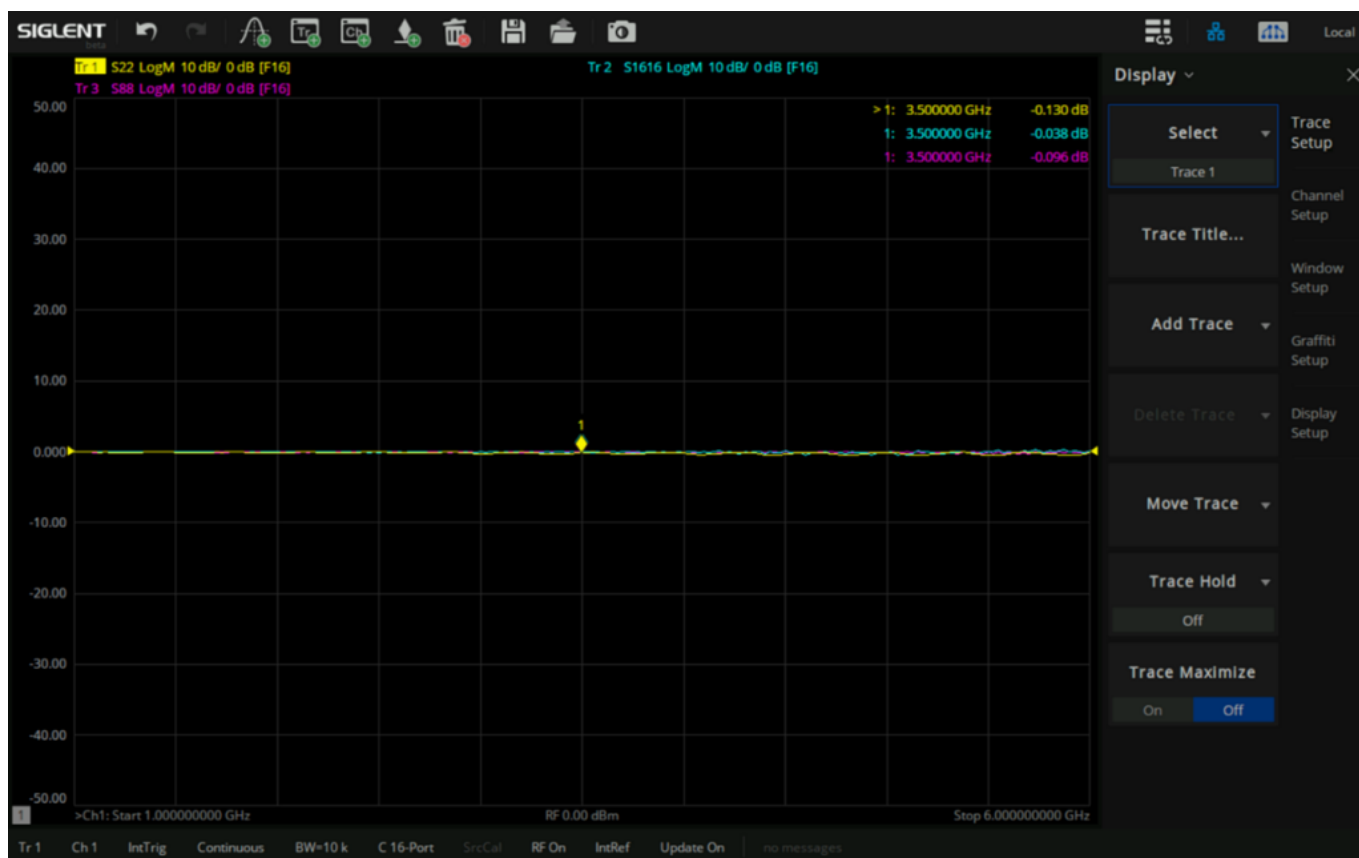 SIGLENT
beta
Tr
Ch
Local
Tr 1 S22 LogM 10 dB/ 0 dB [F16]
Tr 2 S1616 LogM 10 dB/ 0 dB [F16]
Tr 3 S88 LogM 10 dB/ 0 dB [F16]
> 1: 3.500000 GHz -0.130 dB
1: 3.500000 GHz -0.038 dB
1: 3.500000 GHz -0.096 dB
50.00
40.00
30.00
20.00
10.00
0.000
-10.00
-20.00
-30.00
-40.00
-50.00
1
1
>Ch1: Start 1.000000000 GHz
RF 0.00 dBm
Stop 6.000000000 GHz
Display
Select
Trace 1
Trace Title...
Add Trace
Delete Trace
Move Trace
Trace Hold
Off
Trace Maximize
On Off
Trace
Setup
Channel
Setup
Window
Setup
Graffiti
Setup
Display
Setup
Tr 1 Ch 1 IntTrig Continuous BW=10 k C 16-Port SrcCal RF On IntRef Update On no messages